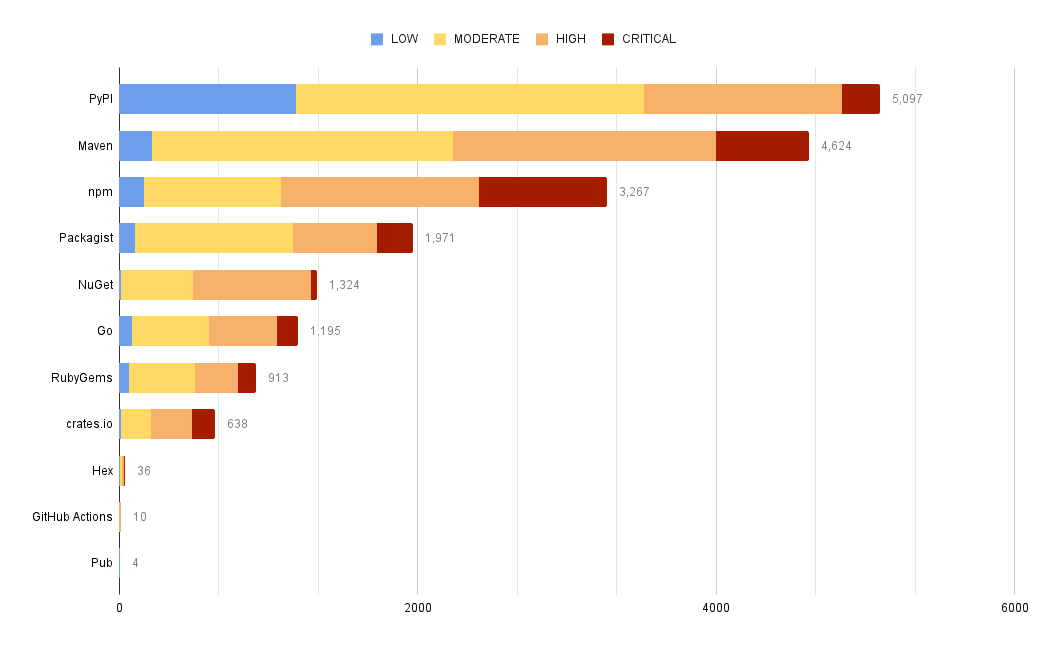 LOW MODERATE HIGH CRITICAL
PyPI 5,097
Maven 4,624
npm 3,267
Packagist 1,971
NuGet 1,324
Go 1,195
RubyGems 913
crates.io 638
Hex 36
GitHub Actions 10
Pub 4
0 2000 4000 6000